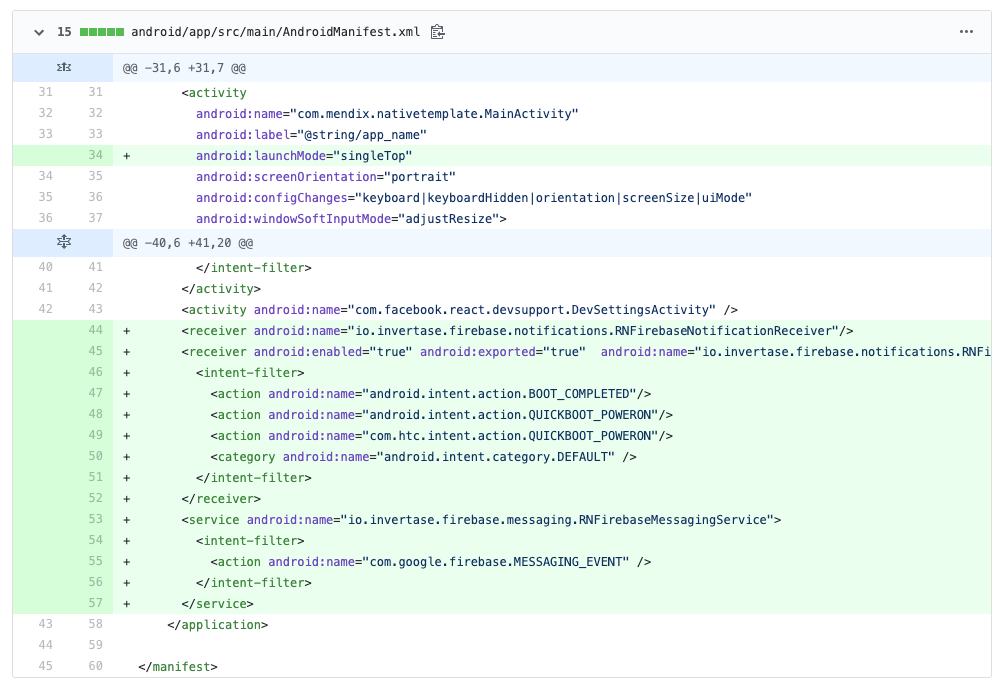 15 android/app/src/main/AndroidManifest.xml
@@ -31,6 +31,7 @@
31 31 <activity
32 32 android:name="com.mendix.nativetemplate.MainActivity"
33 33 android:label="@string/app_name"
34 + android:launchMode="singleTop"
34 35 android:screenOrientation="portrait"
35 36 android:configChanges="keyboard|keyboardHidden|orientation|screenSize|uiMode"
36 37 android:windowSoftInputMode="adjustResize">
@@ -40,6 +41,20 @@
40 41 </intent-filter>
41 42 </activity>
42 43 <activity android:name="com.facebook.react.devsupport.DevSettingsActivity" />
44 + <receiver android:name="io.invertase.firebase.notifications.RNFirebaseNotificationReceiver"/>
45 + <receiver android:enabled="true" android:exported="true"  android:name="io.invertase.firebase.notifications.RNFi
46 + <intent-filter>
47 + <action android:name="android.intent.action.BOOT_COMPLETED"/>
48 + <action android:name="android.intent.action.QUICKBOOT_POWERON"/>
49 + <action android:name="com.htc.intent.action.QUICKBOOT_POWERON"/>
50 + <category android:name="android.intent.category.DEFAULT" />
51 + </intent-filter>
52 + </receiver>
53 + <service android:name="io.invertase.firebase.messaging.RNFirebaseMessagingService">
54 + <intent-filter>
55 + <action android:name="com.google.firebase.MESSAGING_EVENT" />
56 + </intent-filter>
57 + </service>
43 58 </application>
44 59
45 60 </manifest>